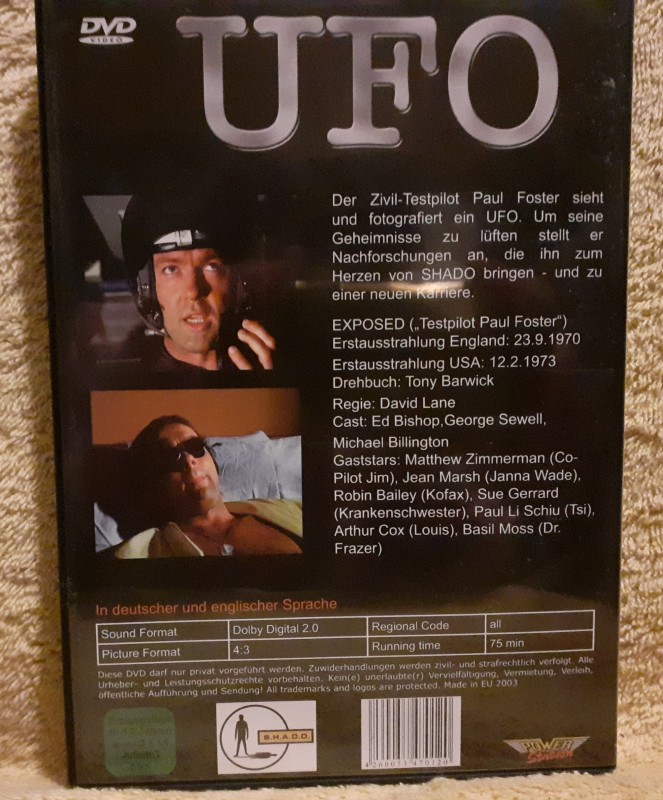 DVD
VIDEO
UFO
Der Zivil-Testpilot Paul Foster sieht
und fotografiert ein UFO. Um seine
Geheimnisse zu lüften stellt er
Nachforschungen an, die ihn zum
Herzen von SHADO bringen - und zu
einer neuen Karriere.
EXPOSED („Testpilot Paul Foster“)
Erstausstrahlung England: 23.9.1970
Erstausstrahlung USA: 12.2.1973
Drehbuch: Tony Barwick
Regie: David Lane
Cast: Ed Bishop,George Sewell,
Michael Billington
Gaststars: Matthew Zimmerman (Co-
Pilot Jim), Jean Marsh (Janna Wade),
Robin Bailey (Kofax), Sue Gerrard
(Krankenschwester), Paul Li Schiu (Tsi),
Arthur Cox (Louis), Basil Moss (Dr.
Frazer)
In deutscher und englischer Sprache
Sound Format Dolby Digital 2.0 Regional Code all
Picture Format 4:3 Running time 75 min
Diese DVD darf nur privat vorgeführt werden. Zuwiderhandlungen werden zivil- und strafrechtlich verfolgt. Alle
Urheber- und Leistungsschutzrechte vorbehalten. Kein(e) unerlaubte(r) Vervielfältigung, Vermietung, Verleih,
öffentliche Aufführung und Sendung! All trademarks and logos are protected. Made in EU 2003
S.H.A.D.O.
4260071470120
POWER
Station